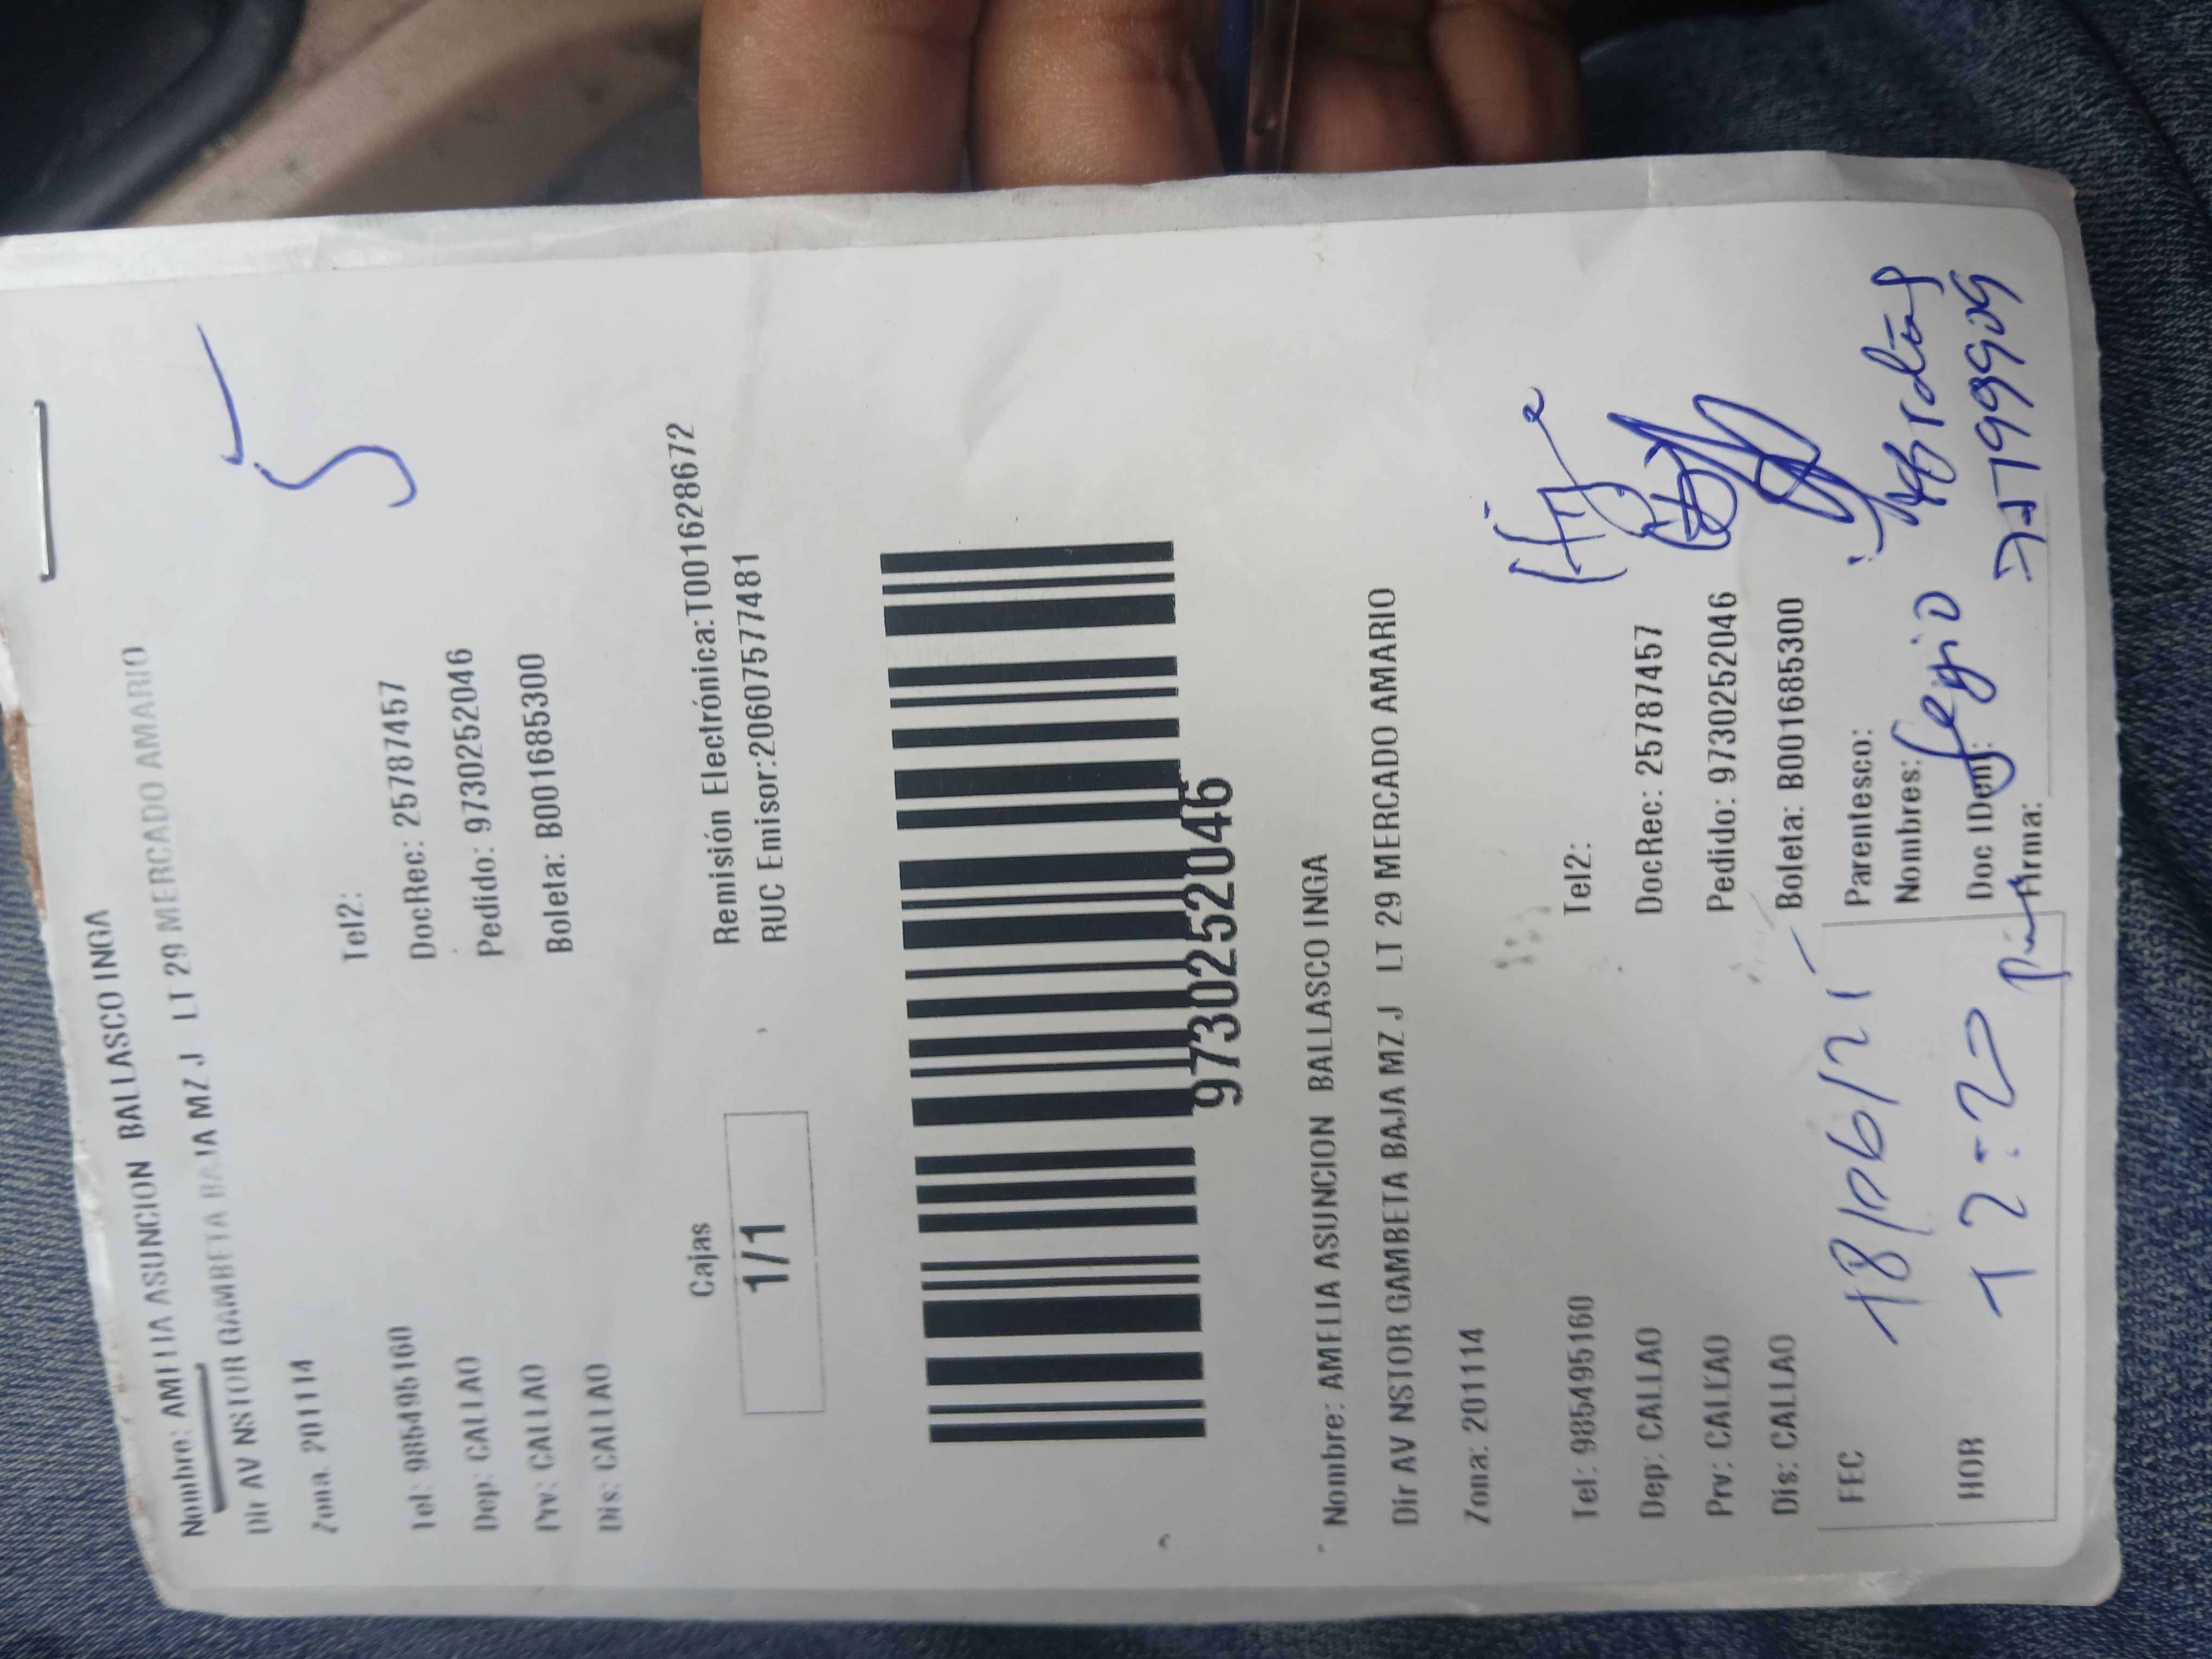 Nombre: AMELIA ASUNCION BALLASCO INGA
Dir AV NSTOR GAMBETA BAJA MZ J LT 29 MERCADO AMARIO
Zona: 201114
5
Tel: 985495160 Tel2:
Dep: CALLAO DocRec: 25787457
Prv: CALLAO Pedido: 9730252046
Dis: CALLAO Boleta: B001685300
Cajas
1/1
Remisión Electrónica:T001628672
RUC Emisor:20607577481
9730252046
Nombre: AMELIA ASUNCION BALLASCO INGA
Dir AV NSTOR GAMBETA BAJA MZ J LT 29 MERCADO AMARIO
Zona: 201114
Tel: 985495160 Tel2:
Dep: CALLAO DocRec: 25787457
Prv: CALLAO Pedido: 9730252046
Dis: CALLAO Boleta: B001685300
FEC 18/06/21
HOR 12:20
Parentesco:
Nombres:
Doc IDen:
Firma: